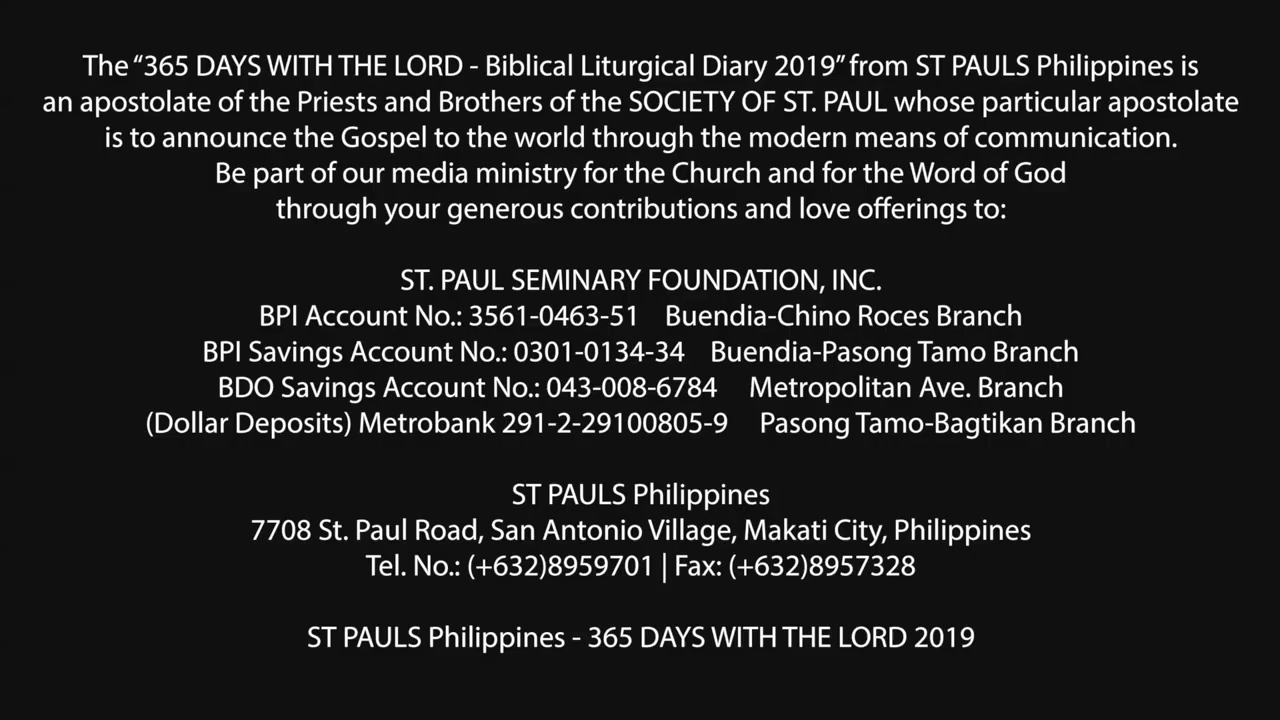 The “365 DAYS WITH THE LORD - Biblical Liturgical Diary 2019” from ST PAULS Philippines is
an apostolate of the Priests and Brothers of the SOCIETY OF ST. PAUL whose particular apostolate
is to announce the Gospel to the world through the modern means of communication.
Be part of our media ministry for the Church and for the Word of God
through your generous contributions and love offerings to:
ST. PAUL SEMINARY FOUNDATION, INC.
BPI Account No.: 3561-0463-51 Buendia-Chino Roces Branch
BPI Savings Account No.: 0301-0134-34 Buendia-Pasong Tamo Branch
BDO Savings Account No.: 043-008-6784 Metropolitan Ave. Branch
(Dollar Deposits) Metrobank 291-2-29100805-9 Pasong Tamo-Bagtikan Branch
ST PAULS Philippines
7708 St. Paul Road, San Antonio Village, Makati City, Philippines
Tel. No.: (+632)8959701 | Fax: (+632)8957328
ST PAULS Philippines - 365 DAYS WITH THE LORD 2019